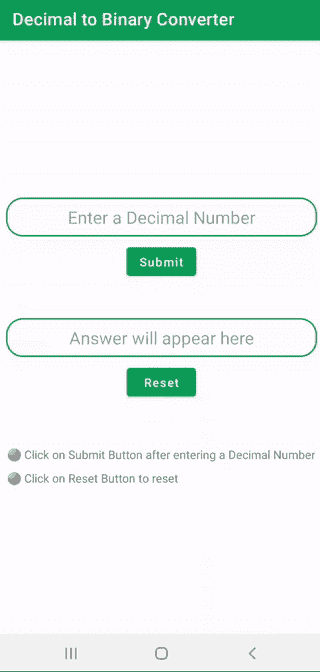 Decimal to Binary Converter
Enter a Decimal Number
Submit
Answer will appear here
Reset
Click on Submit Button after entering a Decimal Number
Click on Reset Button to reset